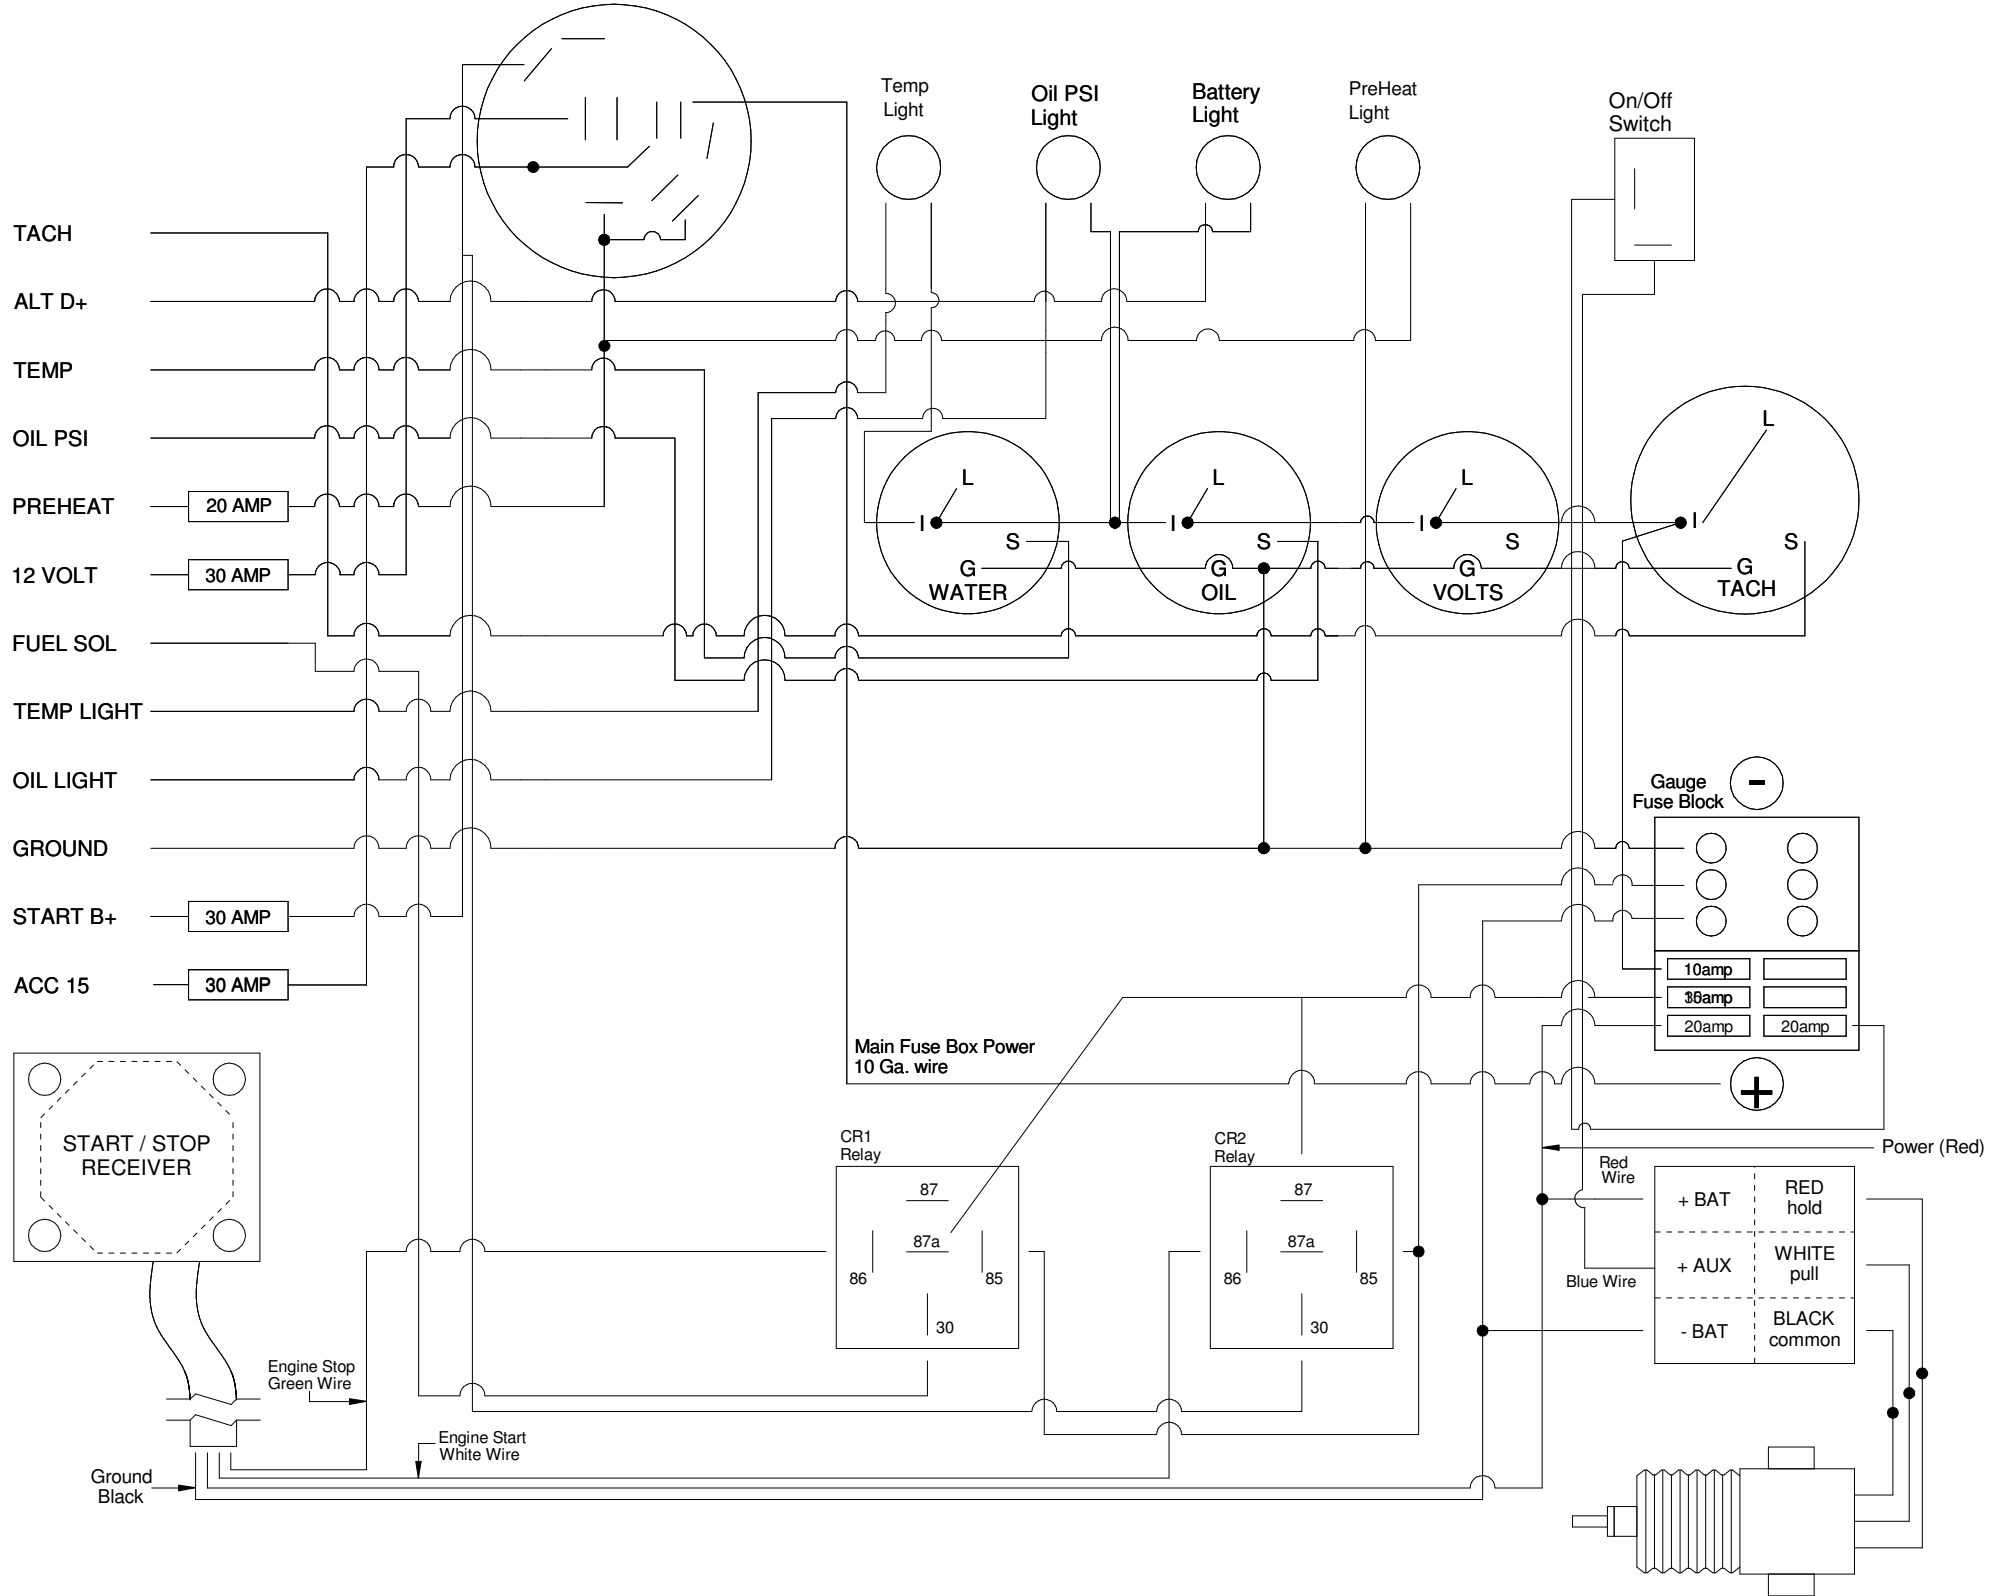 Temp
Light
Oil PSI
Light
Battery
Light
PreHeat
Light
On/Off
Switch
TACH
ALT D+
TEMP
OIL PSI
PREHEAT
20 AMP
12 VOLT
30 AMP
FUEL SOL
TEMP LIGHT
OIL LIGHT
GROUND
START B+
30 AMP
ACC 15
30 AMP
L
I
S
G
WATER
L
I
S
G
OIL
L
I
S
G
VOLTS
L
I
S
G
TACH
Gauge
Fuse Block
-
10amp
20amp
20amp
+
Main Fuse Box Power
10 Ga. wire
START / STOP
RECEIVER
CR1
Relay
87
87a
86
85
30
CR2
Relay
87
87a
86
85
30
Power (Red)
Red
Wire
Blue Wire
+ BAT
RED
hold
+ AUX
WHITE
pull
- BAT
BLACK
common
Engine Stop
Green Wire
Engine Start
White Wire
Ground
Black